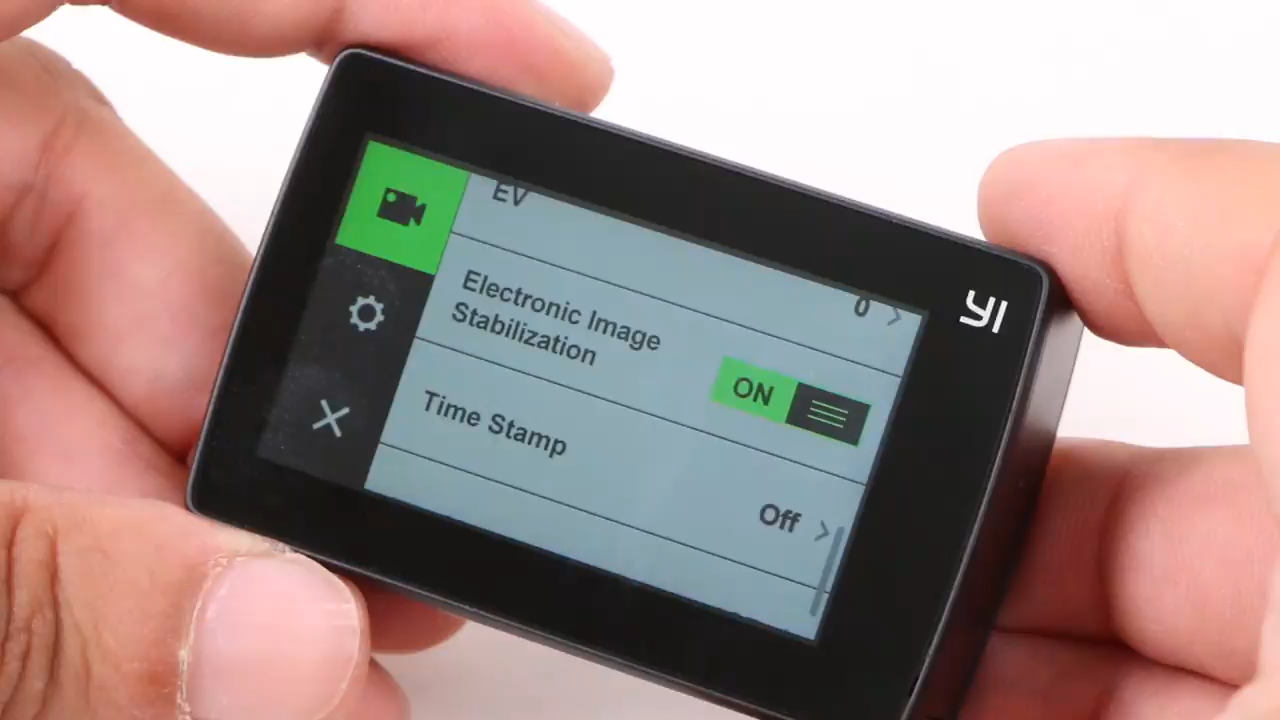 EV
0
Electronic Image
Stabilization
ON
Time Stamp
Off
YI